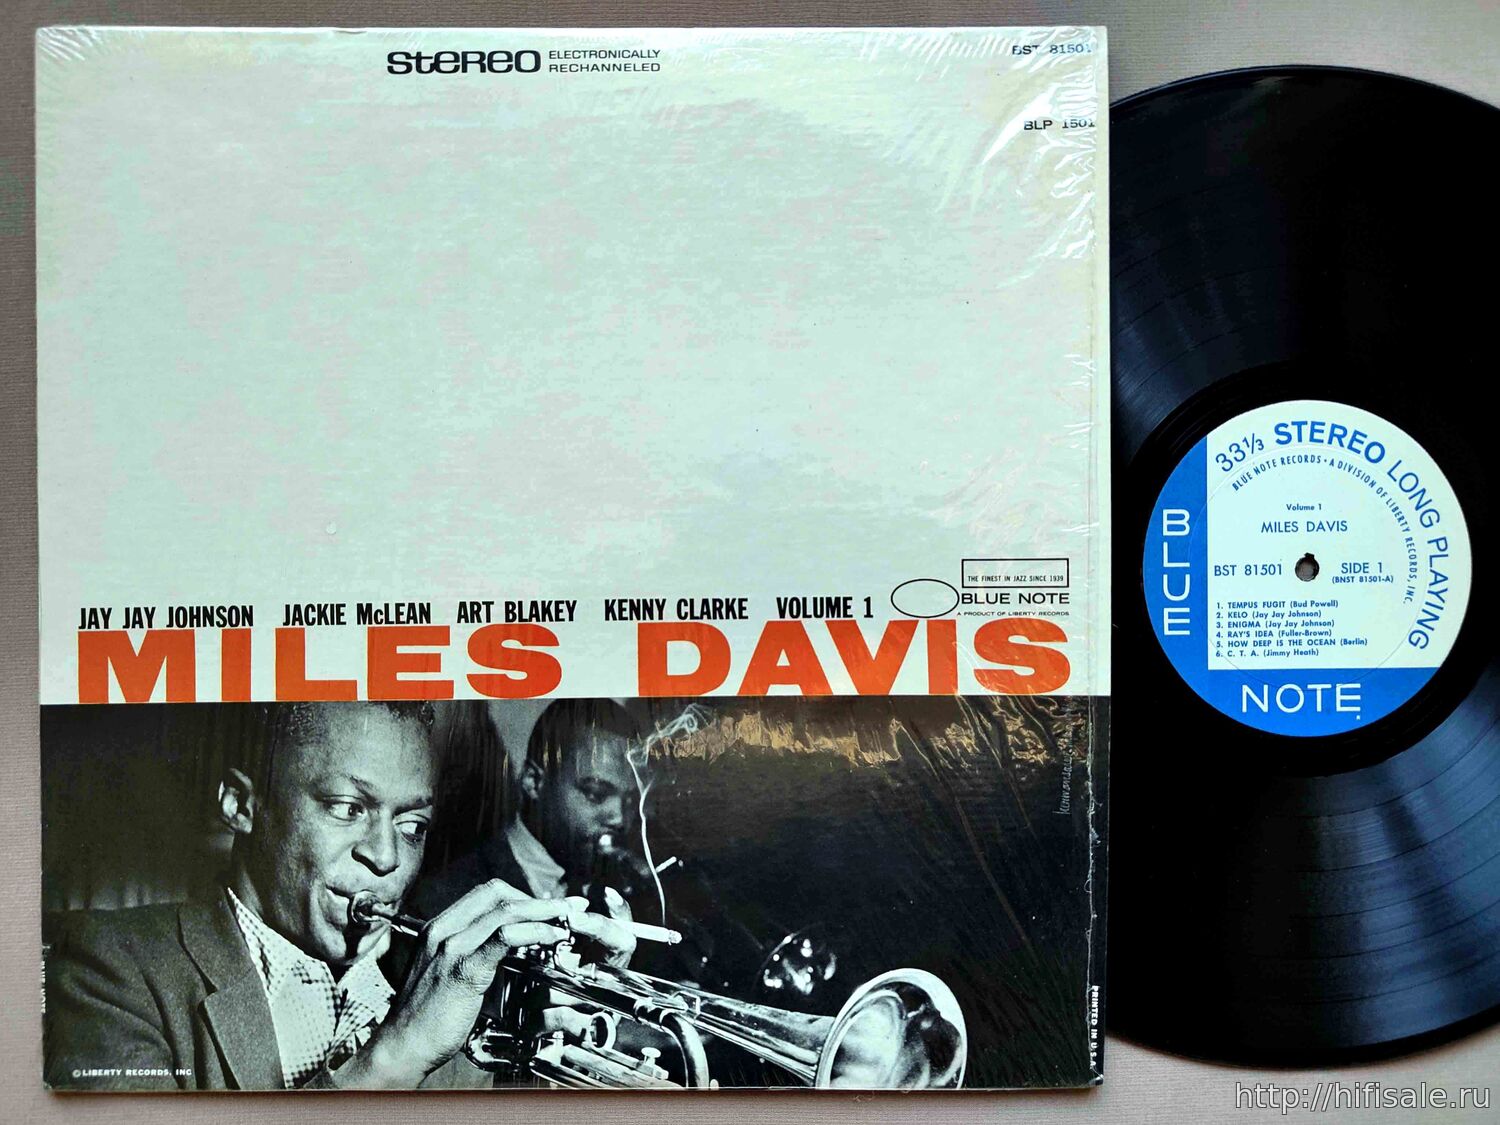 stereo ELECTRONICALLY
RECHANNELED
BST 81501
BLP 1501
THE FINEST IN JAZZ SINCE 1939
BLUE NOTE
A PRODUCT OF LIBERTY RECORDS
JAY JAY JOHNSON JACKIE McLEAN ART BLAKEY KENNY CLARKE VOLUME 1
MILES DAVIS
BLUE NOTE
© LIBERTY RECORDS, INC
PRINTED IN U.S.A.
33⅓ STEREO LONG PLAYING
BLUE NOTE RECORDS • A DIVISION OF LIBERTY RECORDS, INC.
Volume 1
MILES DAVIS
BST 81501
SIDE 1
(BNST 81501-A)
1. TEMPUS FUGIT (Bud Powell)
2. KELO (Jay Jay Johnson)
3. ENIGMA (Jay Jay Johnson)
4. RAY'S IDEA (Fuller-Brown)
5. HOW DEEP IS THE OCEAN (Berlin)
6. C. T. A. (Jimmy Heath)
BLUE
NOTE
http://hifisale.ru